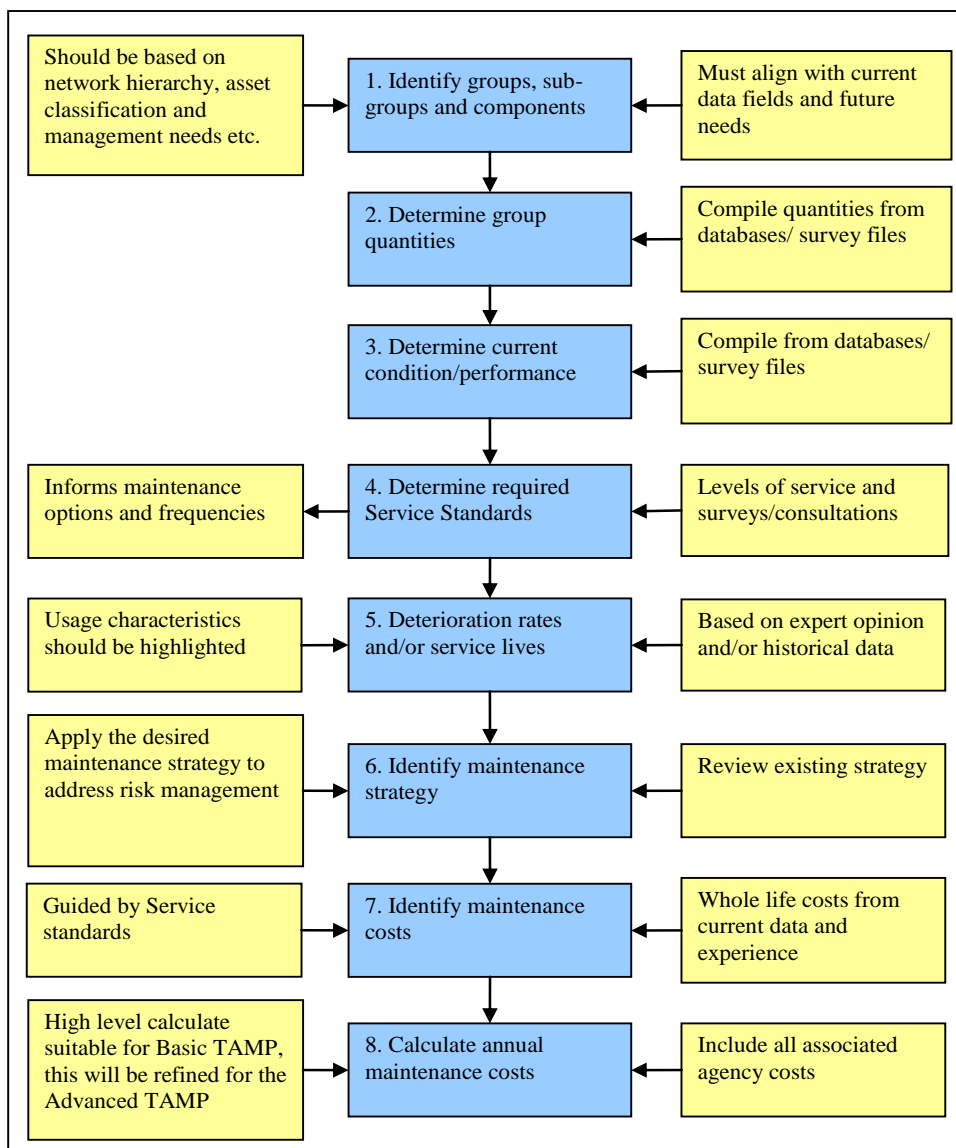 Should be based on
network hierarchy, asset
classification and
management needs etc.
1. Identify groups, sub-
groups and components
Must align with current
data fields and future
needs
2. Determine group
quantities
Compile quantities from
databases/ survey files
3. Determine current
condition/performance
Compile from databases/
survey files
Informs maintenance
options and frequencies
4. Determine required
Service Standards
Levels of service and
surveys/consultations
Usage characteristics
should be highlighted
5. Deterioration rates
and/or service lives
Based on expert opinion
and/or historical data
Apply the desired
maintenance strategy to
address risk management
6. Identify maintenance
strategy
Review existing strategy
Guided by Service
standards
7. Identify maintenance
costs
Whole life costs from
current data and
experience
High level calculate
suitable for Basic TAMP,
this will be refined for the
Advanced TAMP
8. Calculate annual
maintenance costs
Include all associated
agency costs